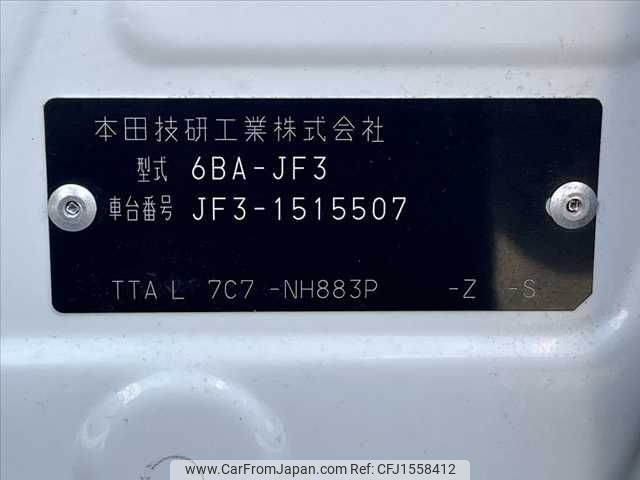 本田技研工業株式会社
型式 6BA-JF3
車台番号 JF3-1515507
TTA L 7C7 -NH883P -Z -S
www.CarFromJapan.com CFJ1558412